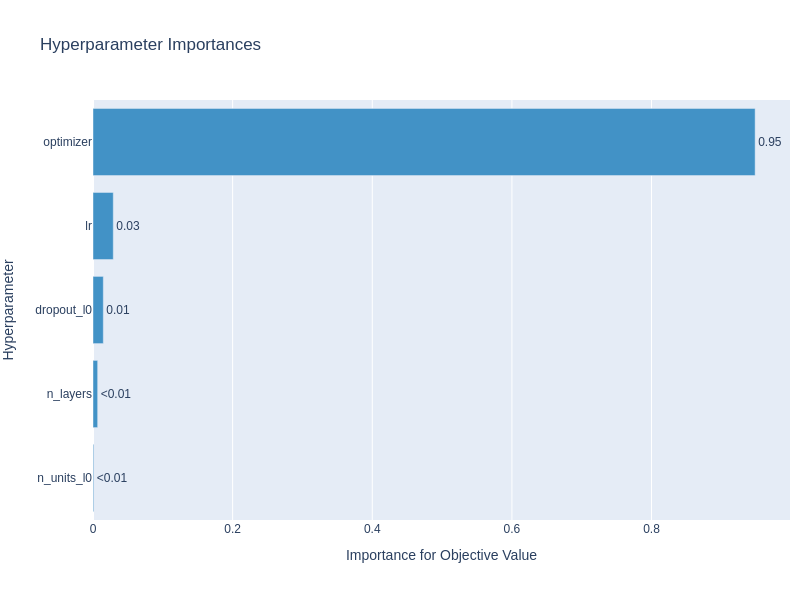 Hyperparameter Importances
optimizer 0.95
lr 0.03
dropout_l0 0.01
n_layers <0.01
n_units_l0 <0.01
Hyperparameter
0 0.2 0.4 0.6 0.8
Importance for Objective Value